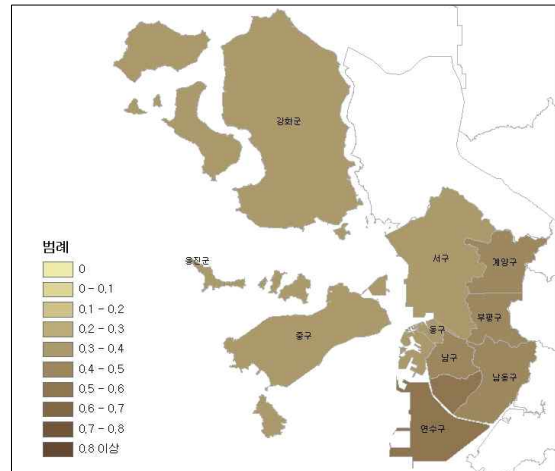 강화군
서구
계양구
옹진군
부평구
동구
중구
남구
남동구
연수구
범례
0
0 - 0,1
0,1 - 0,2
0,2 - 0,3
0,3 - 0,4
0,4 - 0,5
0,5 - 0,6
0,6 - 0,7
0,7 - 0,8
0,8 이상